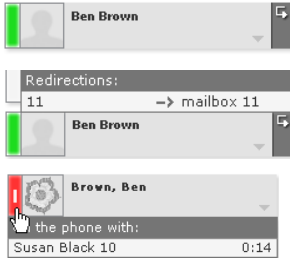 Ben Brown
Redirections:
11 –> mailbox 11
Ben Brown
Brown, Ben
the phone with:
Susan Black 10 0:14